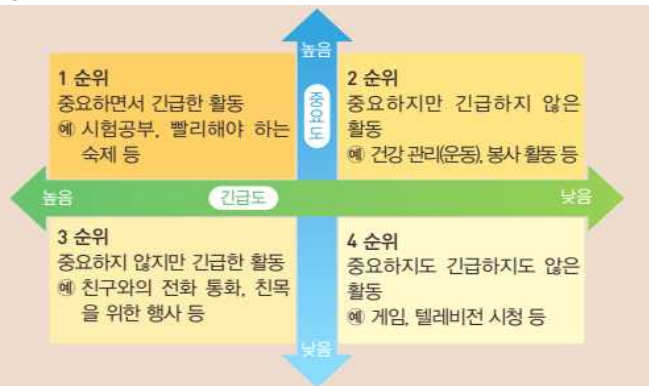 높음
1 순위
중요하면서 긴급한 활동
예 시험공부, 빨리해야 하는
숙제 등
중요도
2 순위
중요하지만 긴급하지 않은
활동
예 건강 관리(운동), 봉사 활동 등
높음
긴급도
낮음
3 순위
중요하지 않지만 긴급한 활동
예 친구와의 전화 통화, 친목
을 위한 행사 등
4 순위
중요하지도 긴급하지도 않은
활동
예 게임, 텔레비전 시청 등
낮음